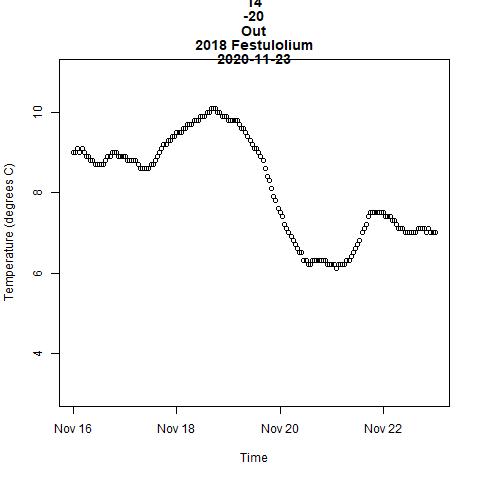 14
-20
Out
2018 Festulolium
2020-11-23
10
8
6
4
Temperature (degrees C)
Nov 16
Nov 18
Nov 20
Nov 22
Time